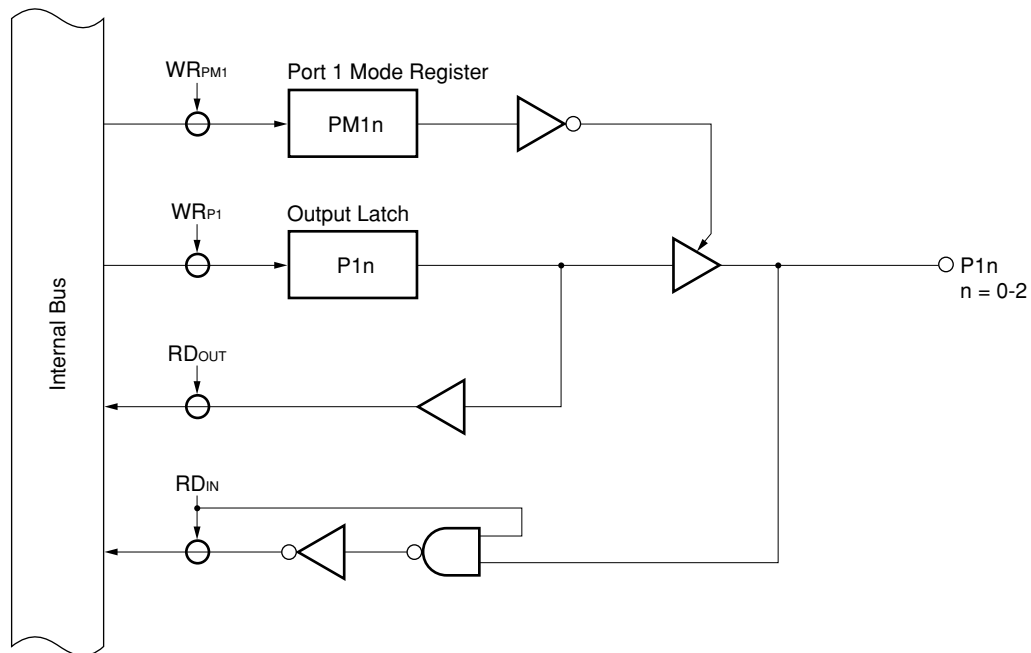 WRPM1
Port 1 Mode Register
PM1n
WRP1
Output Latch
P1n
P1n
n = 0-2
Internal Bus
RDOUT
RDIN